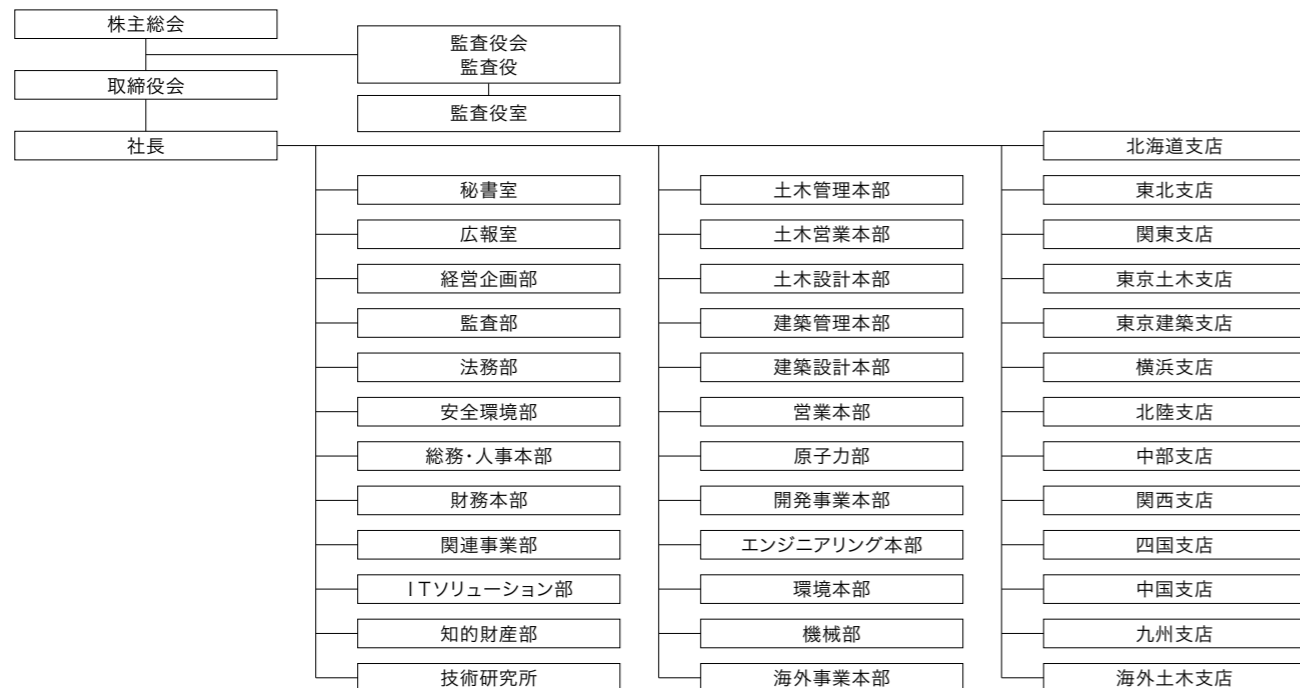 株主総会
監査役会
監査役
取締役会
監査役室
社長
北海道支店
秘書室
土木管理本部
東北支店
広報室
土木営業本部
関東支店
経営企画部
土木設計本部
東京土木支店
監査部
建築管理本部
東京建築支店
法務部
建築設計本部
横浜支店
安全環境部
営業本部
北陸支店
総務・人事本部
原子力部
中部支店
財務本部
開発事業本部
関西支店
関連事業部
エンジニアリング本部
四国支店
ITソリューション部
環境本部
中国支店
知的財産部
機械部
九州支店
技術研究所
海外事業本部
海外土木支店